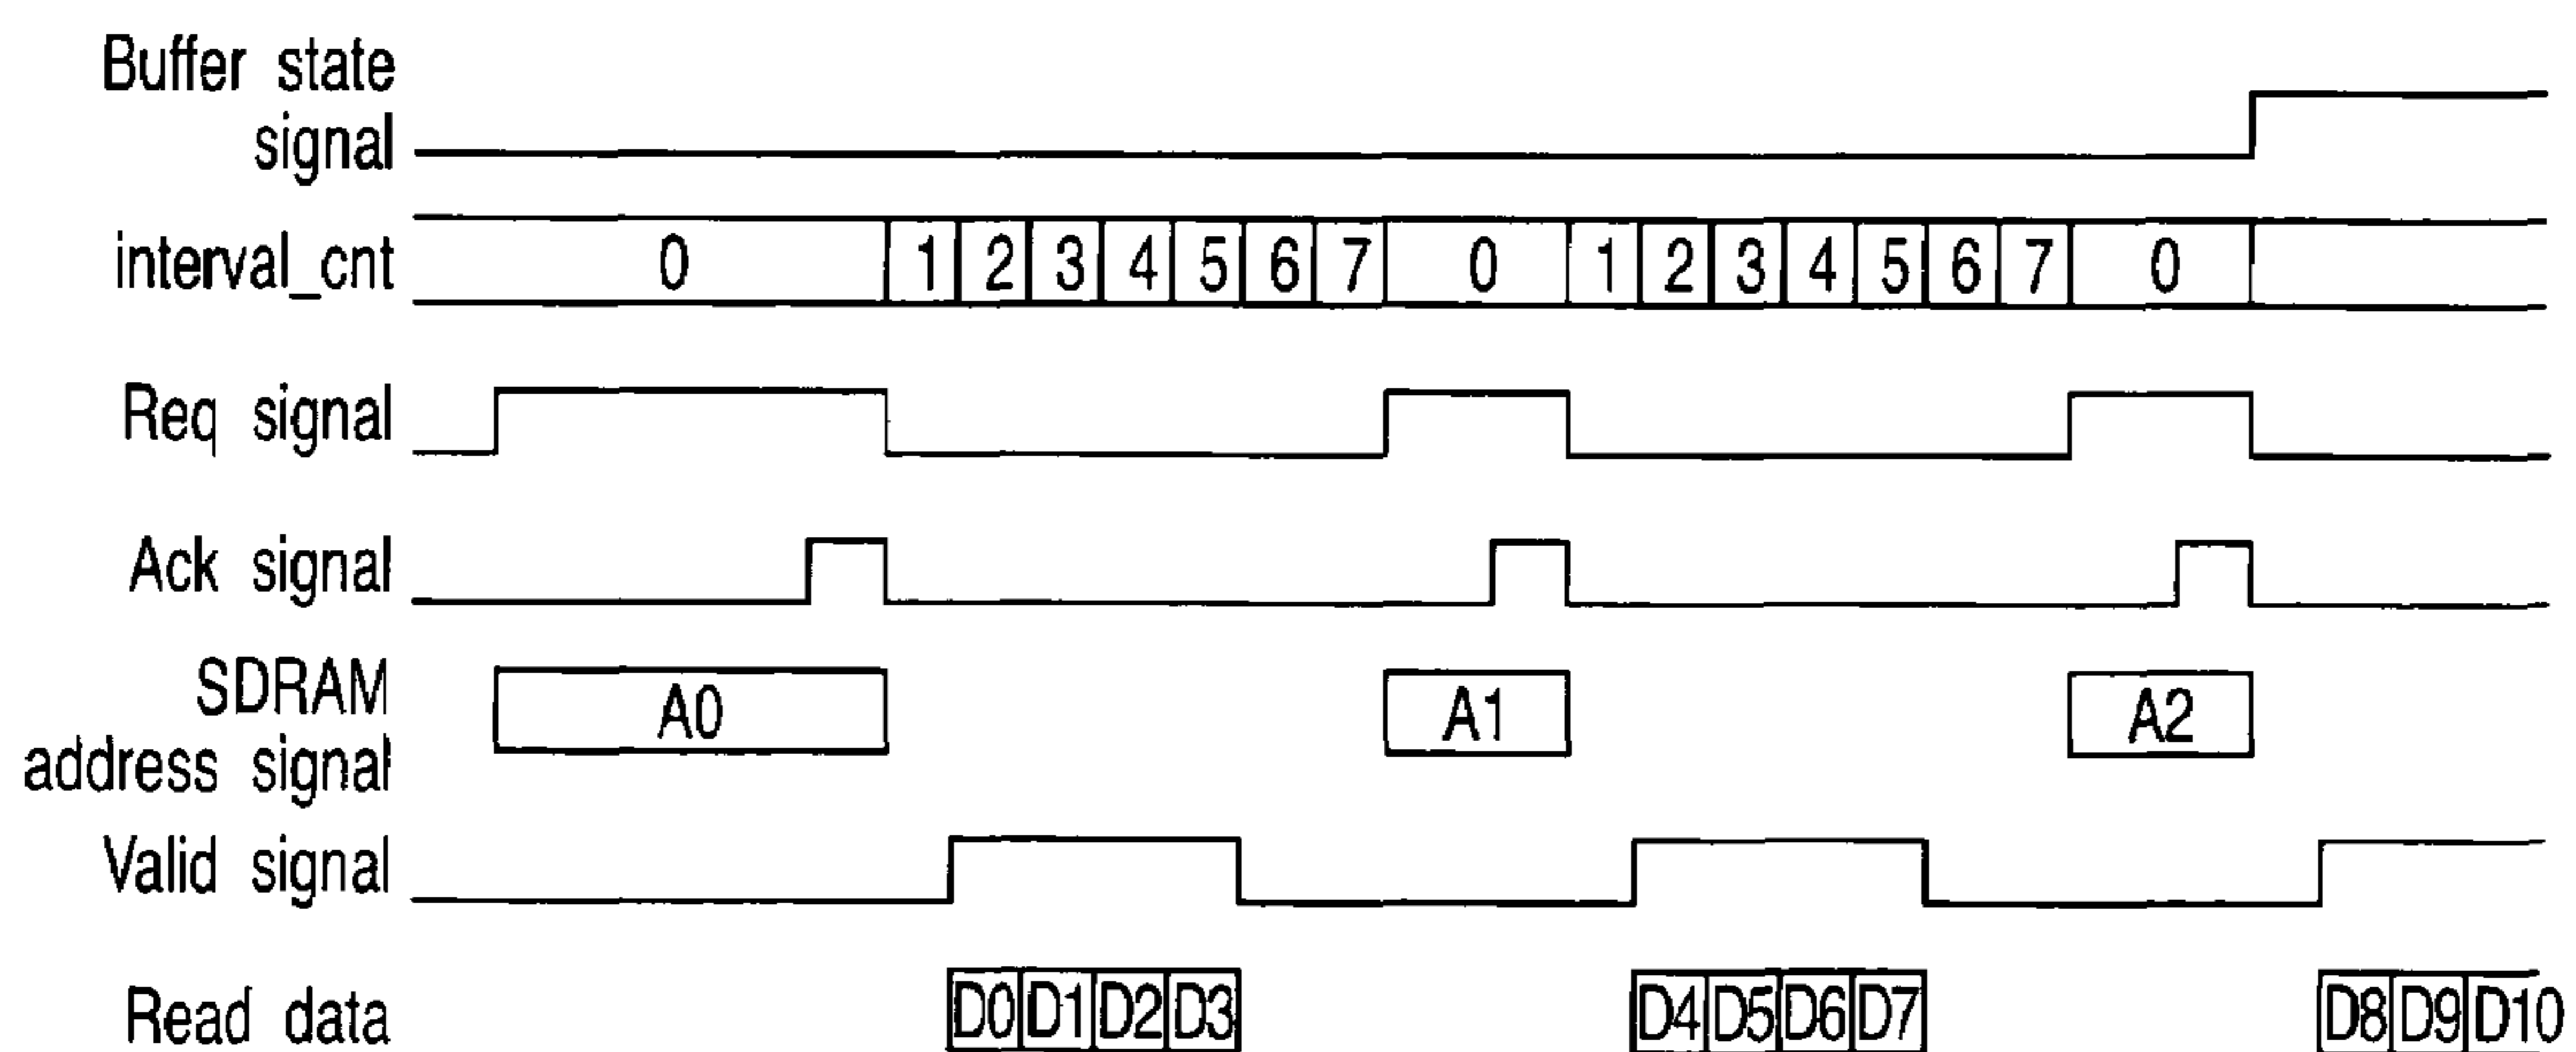 Buffer state
signal
interval_cnt 0 1 2 3 4 5 6 7 0 1 2 3 4 5 6 7 0
Req signal
Ack signal
SDRAM
address signal A0 A1 A2
Valid signal
Read data D0 D1 D2 D3 D4 D5 D6 D7 D8 D9 D10